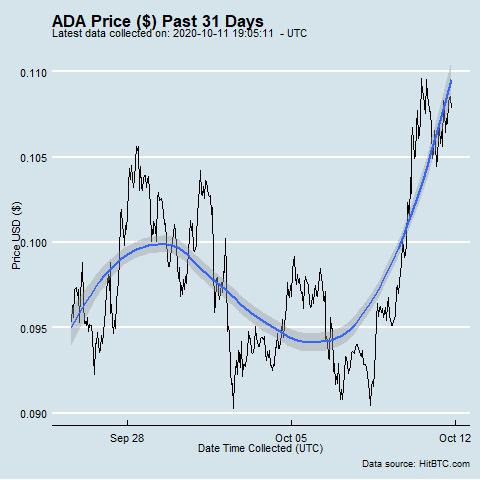 ADA Price ($) Past 31 Days
Latest data collected on: 2020-10-11 19:05:11 - UTC
Price USD ($)
0.110
0.105
0.100
0.095
0.090
Sep 28
Oct 05
Oct 12
Date Time Collected (UTC)
Data source: HitBTC.com